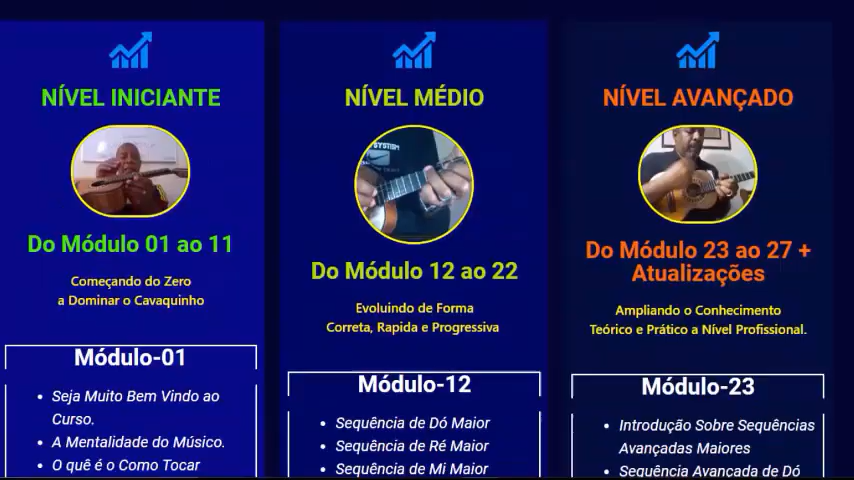 NÍVEL INICIANTE
Do Módulo 01 ao 11
Começando do Zero
a Dominar o Cavaquinho
Módulo-01
Seja Muito Bem Vindo ao
Curso.
A Mentalidade do Músico.
O quê é o Como Tocar
NÍVEL MÉDIO
SYSTEM
Do Módulo 12 ao 22
Evoluindo de Forma
Correta, Rapida e Progressiva
Módulo-12
Sequência de Dó Maior
Sequência de Ré Maior
Sequência de Mi Maior
NÍVEL AVANÇADO
Do Módulo 23 ao 27 +
Atualizações
Ampliando o Conhecimento
Teórico e Prático a Nível Profissional.
Módulo-23
Introdução Sobre Sequências
Avançadas Maiores
Sequência Avançada de Dó